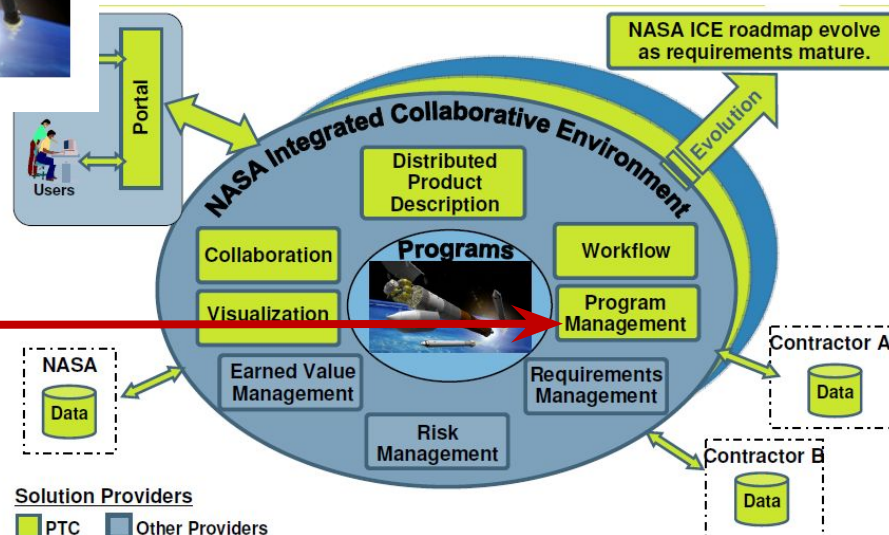 NASA ICE roadmap evolve
as requirements mature.
Evolution
Portal
Users
NASA Integrated Collaborative Environment
Distributed
Product
Description
Collaboration
Programs
Workflow
Visualization
Program
Management
NASA
Data
Earned Value
Management
Requirements
Management
Contractor A
Data
Risk
Management
Contractor B
Data
Solution Providers
PTC
Other Providers